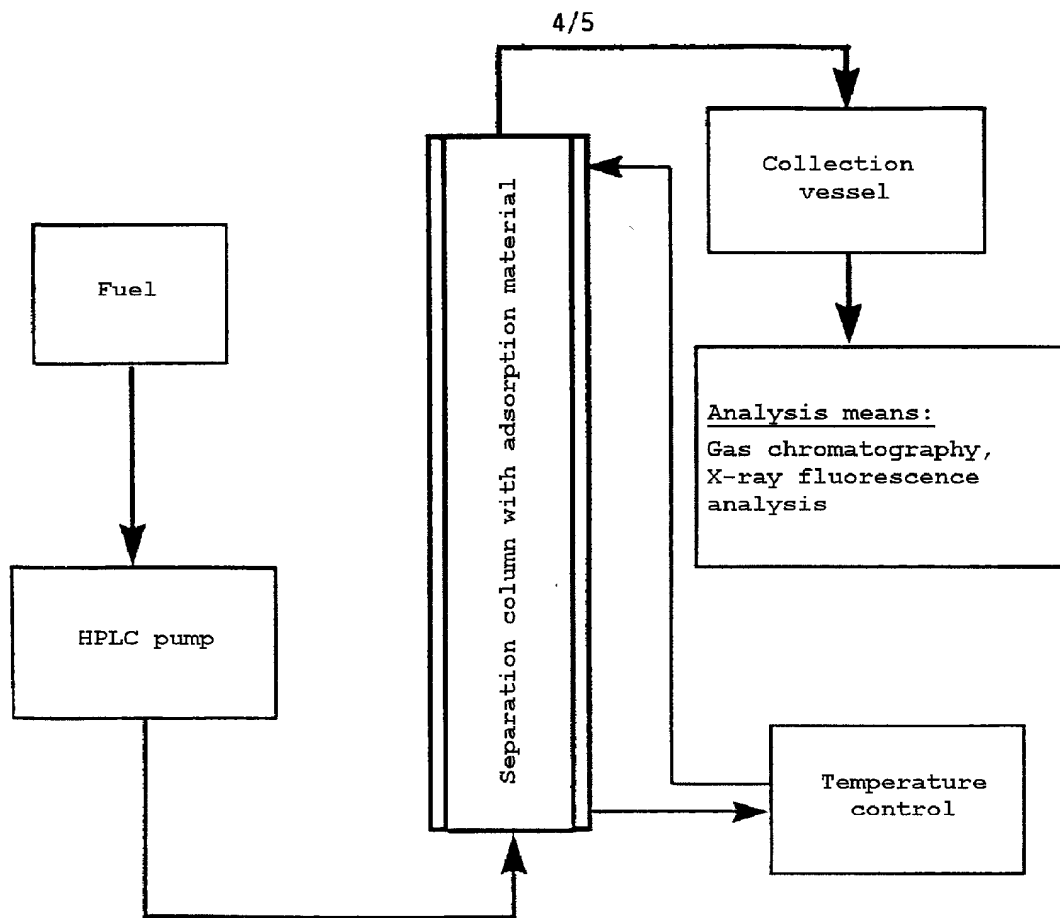 4/5
Collection
vessel
Fuel
Separation column with adsorption material
Analysis means:
Gas chromatography,
X-ray fluorescence
analysis
HPLC pump
Temperature
control